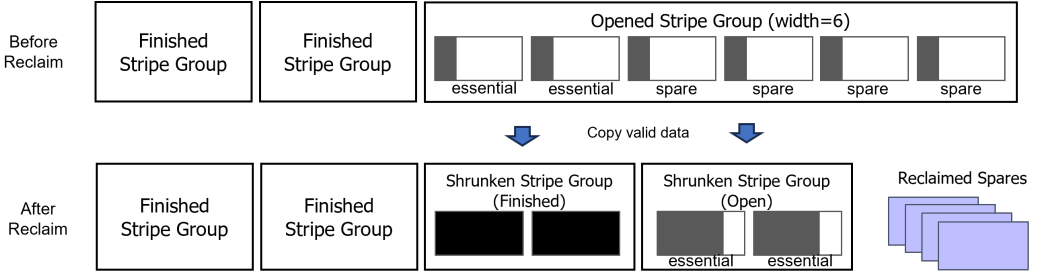 Before
Reclaim
Finished
Stripe Group
Finished
Stripe Group
Opened Stripe Group (width=6)
essential
essential
spare
spare
spare
spare
Copy valid data
After
Reclaim
Finished
Stripe Group
Finished
Stripe Group
Shrunken Stripe Group
(Finished)
Shrunken Stripe Group
(Open)
essential
essential
Reclaimed Spares